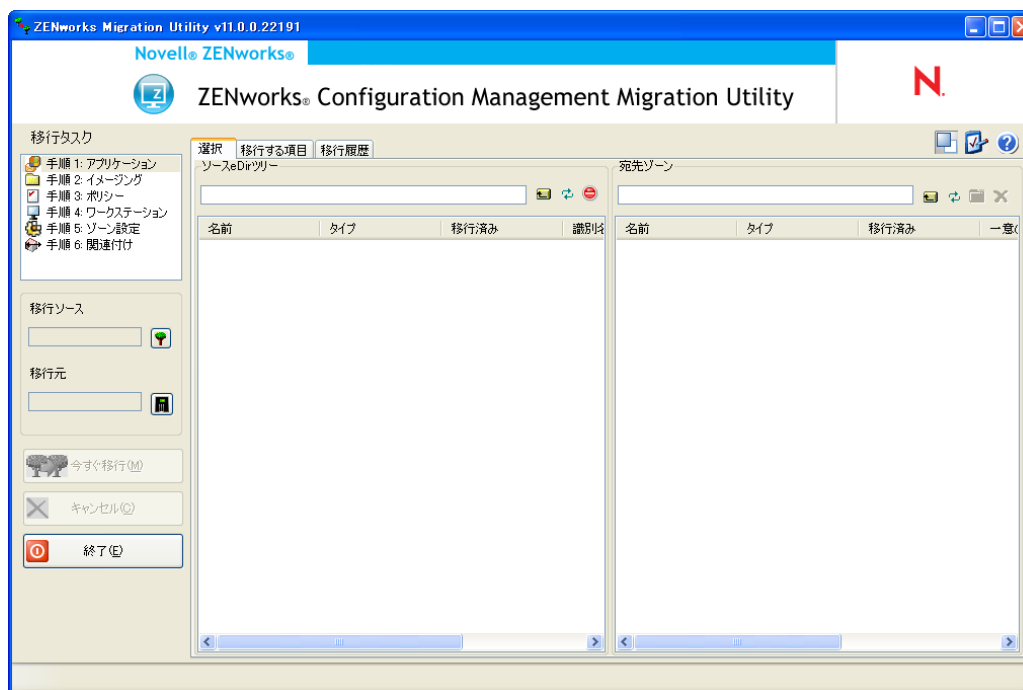 ZENworks Migration Utility v11.0.0.22191
Novell® ZENworks®
ZENworks® Configuration Management Migration Utility
N.
移行タスク
手順 1: アプリケーション
手順 2: イメージング
手順 3: ポリシー
手順 4: ワークステーション
手順 5: ゾーン設定
手順 6: 関連付け
移行ソース
移行元
今すぐ移行(M)
キャンセル(C)
終了(E)
選択 移行する項目 移行履歴
ソースeDirツリー
名前 タイプ 移行済み 識別名
宛先ゾーン
名前 タイプ 移行済み 一意の